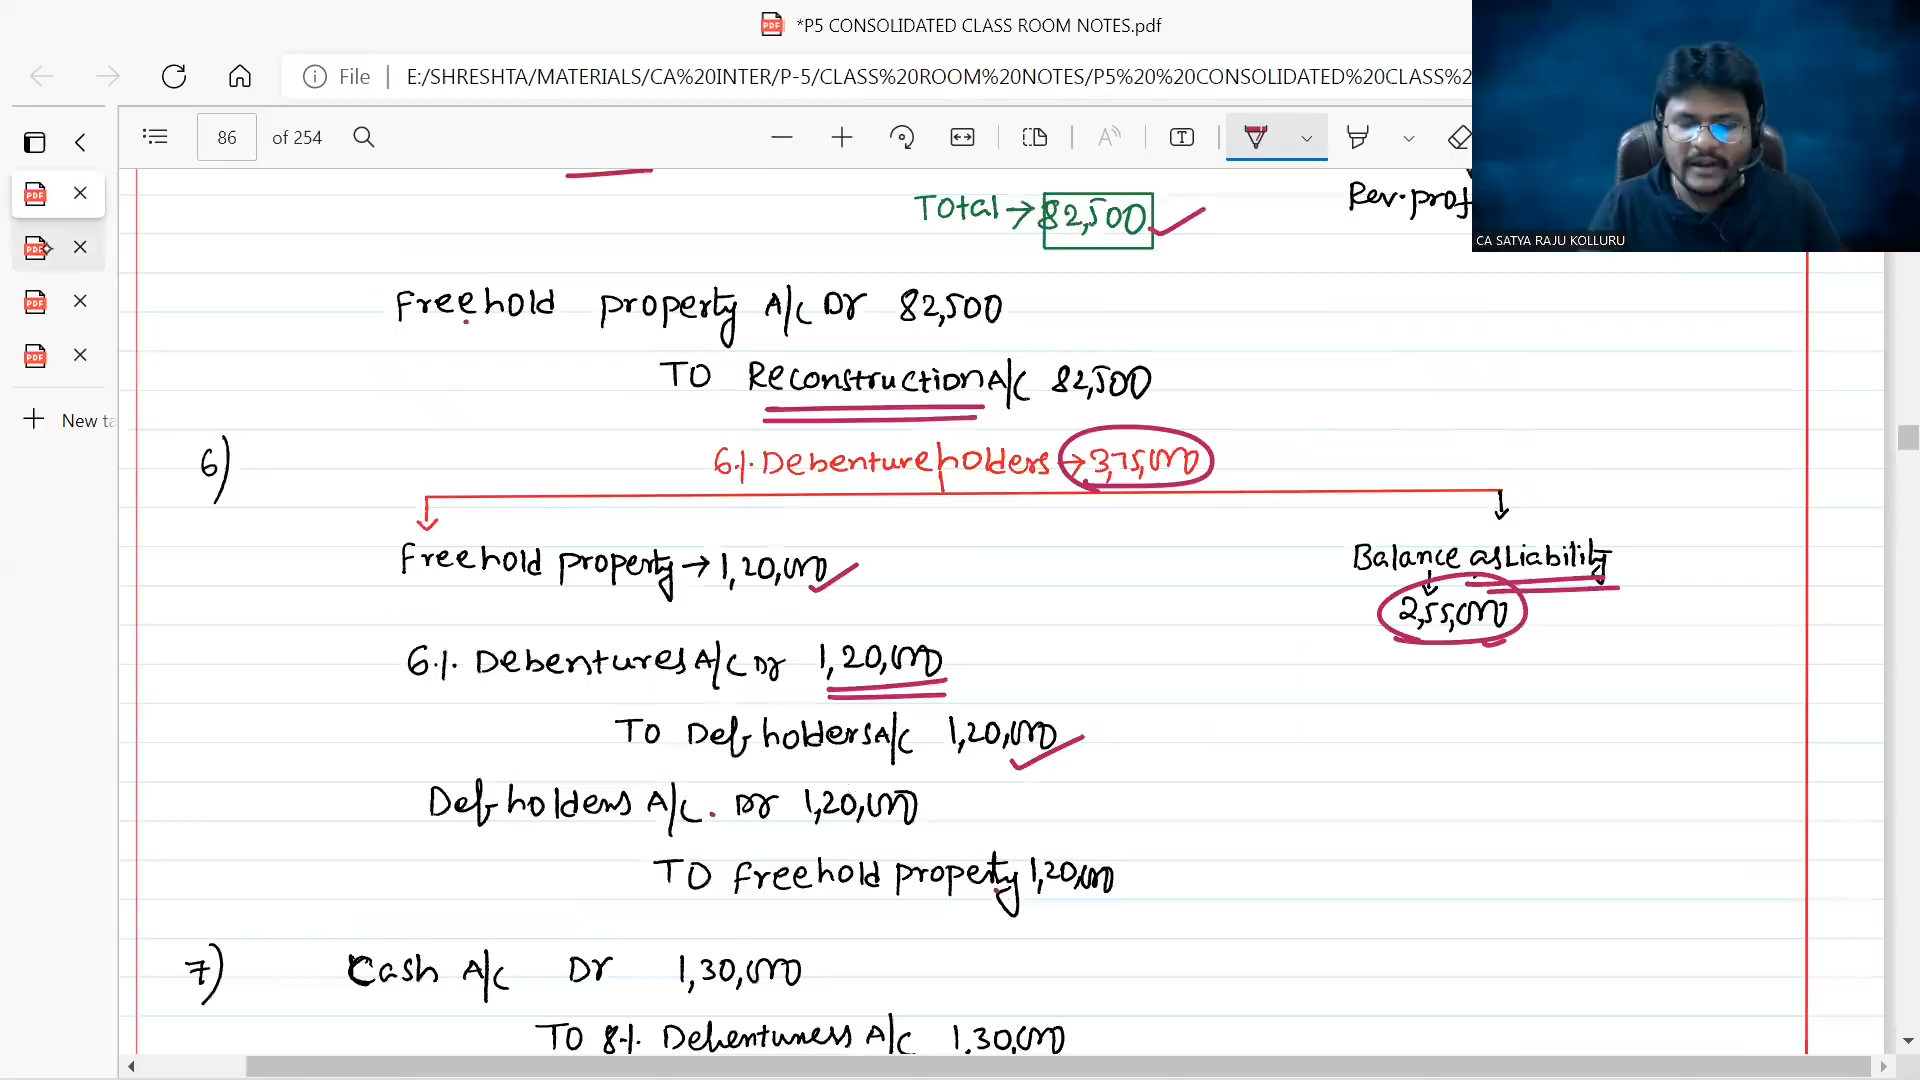 *P5 CONSOLIDATED CLASS ROOM NOTES.pdf
File E:/SHRESHTA/MATERIALS/CA%20INTER/P-5/CLASS%20ROOM%20NOTES/P5%20%20CONSOLIDATED%20CLASS%2
86 of 254
CA SATYA RAJU KOLLURU
New ta
Total → 82,500
Rev. prof
Freehold property A/c Dr 82,500
To Reconstruction A/c 82,500
6) 6%. Debentureholders → 3,75,000
Freehold property → 1,20,000
Balance as Liability
2,55,000
6%. Debentures A/c Dr 1,20,000
To Deb-holders A/c 1,20,000
Deb-holders A/c. Dr 1,20,000
To freehold property 1,20,000
7) Cash A/c Dr 1,30,000
To 8%. Debentures A/c 1,30,000